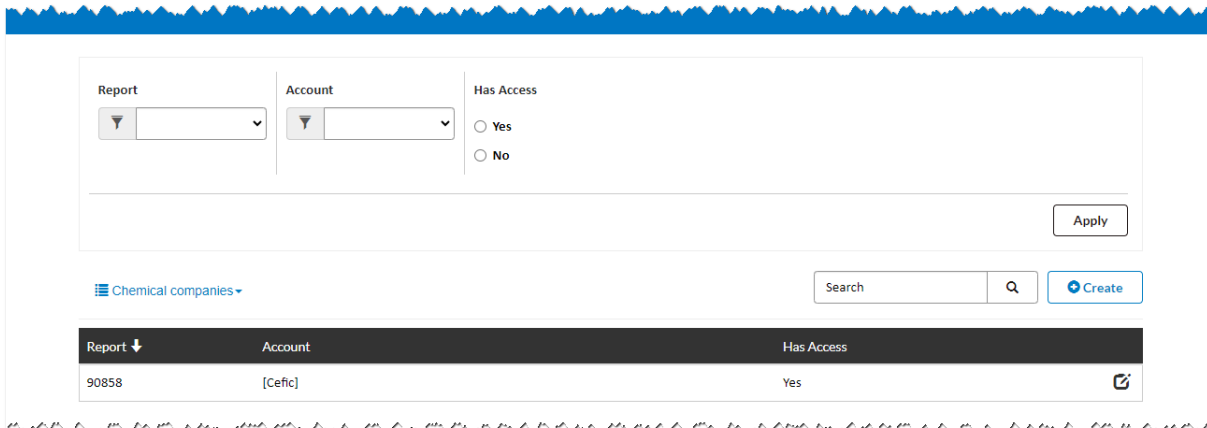 Report Account Has Access
Yes
No
Apply
Chemical companies Search Create
Report Account Has Access
90858 [Cefic] Yes